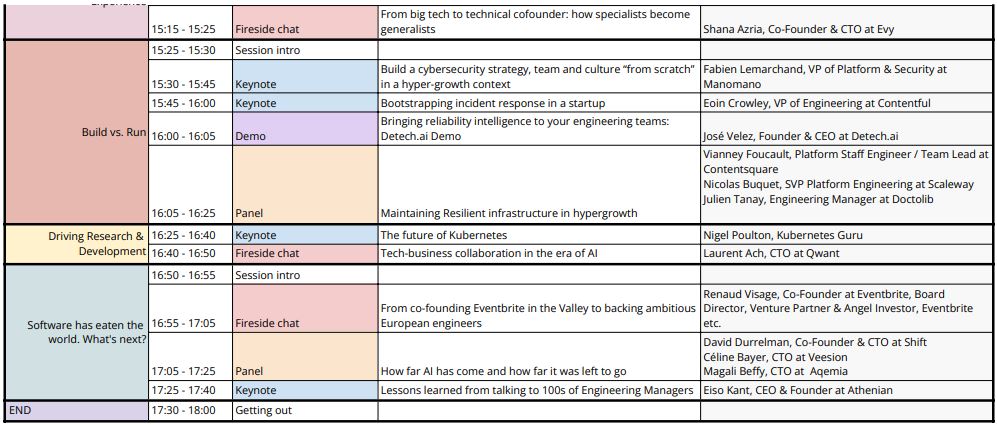 Experience
15:15 - 15:25 Fireside chat From big tech to technical cofounder: how specialists become
generalists Shana Azria, Co-Founder & CTO at Evy
Build vs. Run
15:25 - 15:30 Session intro
15:30 - 15:45 Keynote Build a cybersecurity strategy, team and culture “from scratch”
in a hyper-growth context Fabien Lemarchand, VP of Platform & Security at
Manomano
15:45 - 16:00 Keynote Bootstrapping incident response in a startup Eoin Crowley, VP of Engineering at Contentful
16:00 - 16:05 Demo Bringing reliability intelligence to your engineering teams:
Detech.ai Demo José Velez, Founder & CEO at Detech.ai
16:05 - 16:25 Panel Maintaining Resilient infrastructure in hypergrowth Vianney Foucault, Platform Staff Engineer / Team Lead at
Contentsquare
Nicolas Buquet, SVP Platform Engineering at Scaleway
Julien Tanay, Engineering Manager at Doctolib
Driving Research &
Development
16:25 - 16:40 Keynote The future of Kubernetes Nigel Poulton, Kubernetes Guru
16:40 - 16:50 Fireside chat Tech-business collaboration in the era of AI Laurent Ach, CTO at Qwant
Software has eaten the
world. What's next?
16:50 - 16:55 Session intro
16:55 - 17:05 Fireside chat From co-founding Eventbrite in the Valley to backing ambitious
European engineers Renaud Visage, Co-Founder at Eventbrite, Board
Director, Venture Partner & Angel Investor, Eventbrite
etc.
17:05 - 17:25 Panel How far AI has come and how far it was left to go David Durrelman, Co-Founder & CTO at Shift
Céline Bayer, CTO at Veesion
Magali Beffy, CTO at Aqemia
17:25 - 17:40 Keynote Lessons learned from talking to 100s of Engineering Managers Eiso Kant, CEO & Founder at Athenian
END 17:30 - 18:00 Getting out